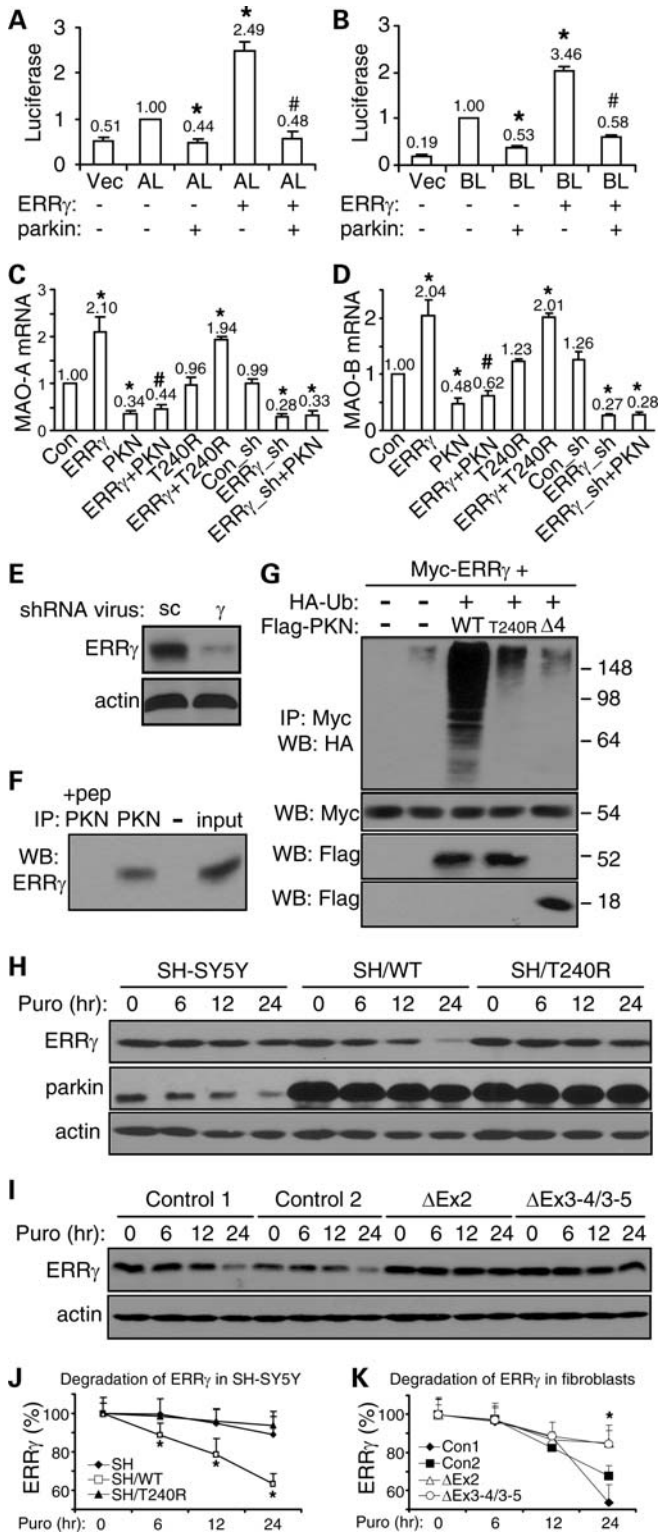 A
Luciferase
3
2
1
0
0.51
1.00
*
0.44
*
2.49
#
0.48
Vec AL AL AL AL
ERRγ: - - - + +
parkin: - - + - +
B
Luciferase
3
2
1
0
0.19
1.00
*
0.53
*
3.46
#
0.58
Vec BL BL BL BL
ERRγ: - - - + +
parkin: - - + - +
C
MAO-A mRNA
3
2
1
0
1.00
*
2.10
*
0.34
#
0.44
0.96
*
1.94
0.99
*
0.28
*
0.33
Con
ERRγ
PKN
ERRγ+PKN
T240R
ERRγ+T240R
Con_sh
ERRγ_sh
ERRγ_sh+PKN
D
MAO-B mRNA
3
2
1
0
1.00
*
2.04
*
0.48
#
0.62
1.23
*
2.01
1.26
*
0.27
*
0.28
Con
ERRγ
PKN
ERRγ+PKN
T240R
ERRγ+T240R
Con_sh
ERRγ_sh
ERRγ_sh+PKN
E
shRNA virus: sc γ
ERRγ
actin
F
+pep
IP: PKN PKN - input
WB:
ERRγ
G
Myc-ERRγ +
HA-Ub: - - + + +
Flag-PKN: - - WT T240R Δ4
IP: Myc
WB: HA
- 148
- 98
- 64
WB: Myc - 54
WB: Flag - 52
WB: Flag - 18
H
SH-SY5Y SH/WT SH/T240R
Puro (hr): 0 6 12 24 0 6 12 24 0 6 12 24
ERRγ
parkin
actin
I
Control 1 Control 2 ΔEx2 ΔEx3-4/3-5
Puro (hr): 0 6 12 24 0 6 12 24 0 6 12 24 0 6 12 24
ERRγ
actin
J
Degradation of ERRγ in SH-SY5Y
ERRγ (%)
100
80
60
SH
SH/WT
SH/T240R
*
*
*
Puro (hr): 0 6 12 24
K
Degradation of ERRγ in fibroblasts
ERRγ (%)
100
80
60
Con1
Con2
ΔEx2
ΔEx3-4/3-5
*
Puro (hr): 0 6 12 24